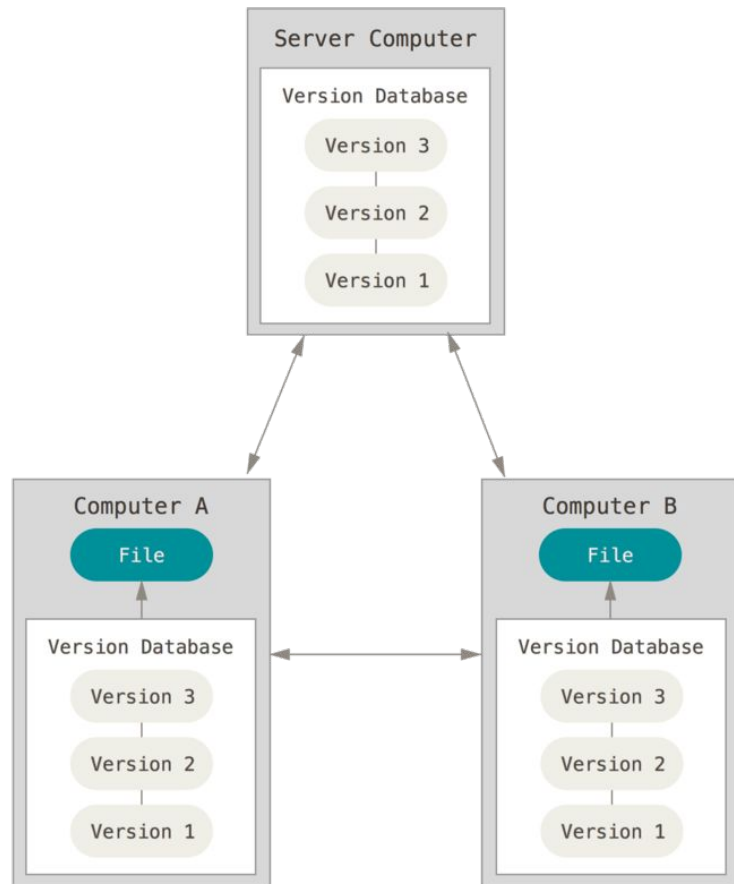 Server Computer
Version Database
Version 3
Version 2
Version 1
Computer A
File
Version Database
Version 3
Version 2
Version 1
Computer B
File
Version Database
Version 3
Version 2
Version 1